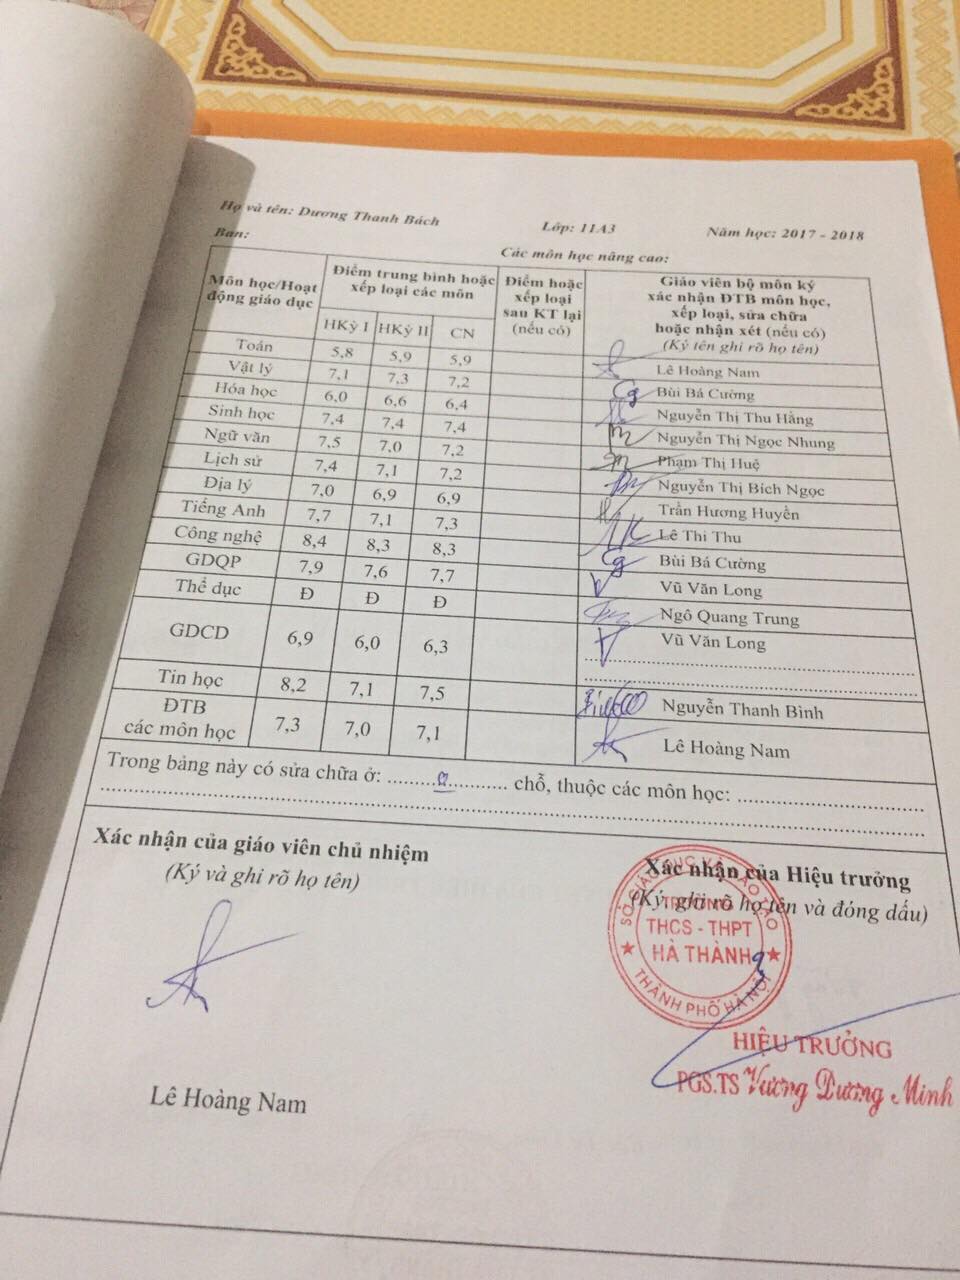 Họ và tên: Dương Thanh Bách Lớp: 11A3 Năm học: 2017 - 2018
Ban: Các môn học nâng cao:
Môn học/Hoạt động giáo dục
Điểm trung bình hoặc xếp loại các môn
HKỳ I HKỳ II CN
Điểm hoặc xếp loại sau KT lại (nếu có)
Giáo viên bộ môn ký
xác nhận ĐTB môn học,
xếp loại, sửa chữa
hoặc nhận xét (nếu có)
(Ký tên ghi rõ họ tên)
Toán 5,8 5,9 5,9 Lê Hoàng Nam
Vật lý 7,1 7,3 7,2 Bùi Bá Cường
Hóa học 6,0 6,6 6,4 Nguyễn Thị Thu Hằng
Sinh học 7,4 7,4 7,4 Nguyễn Thị Ngọc Nhung
Ngữ văn 7,5 7,0 7,2 Phạm Thị Huệ
Lịch sử 7,4 7,1 7,2 Nguyễn Thị Bích Ngọc
Địa lý 7,0 6,9 6,9 Trần Hương Huyền
Tiếng Anh 7,7 7,1 7,3 Lê Thi Thu
Công nghệ 8,4 8,3 8,3 Bùi Bá Cường
GDQP 7,9 7,6 7,7 Vũ Văn Long
Thể dục Đ Đ Đ Ngô Quang Trung
GDCD 6,9 6,0 6,3 Vũ Văn Long
Tin học 8,2 7,1 7,5 Nguyễn Thanh Bình
ĐTB các môn học 7,3 7,0 7,1 Lê Hoàng Nam
Trong bảng này có sửa chữa ở: ........0............ chỗ, thuộc các môn học: ................................
Xác nhận của giáo viên chủ nhiệm
(Ký và ghi rõ họ tên)
Lê Hoàng Nam
Xác nhận của Hiệu trưởng
(Ký, ghi rõ họ tên và đóng dấu)
SỞ GIÁO DỤC VÀ ĐÀO TẠO
TRƯỜNG
THCS - THPT
HÀ THÀNH
THÀNH PHỐ HÀ NỘI
HIỆU TRƯỞNG
PGS.TS Vương Dương Minh